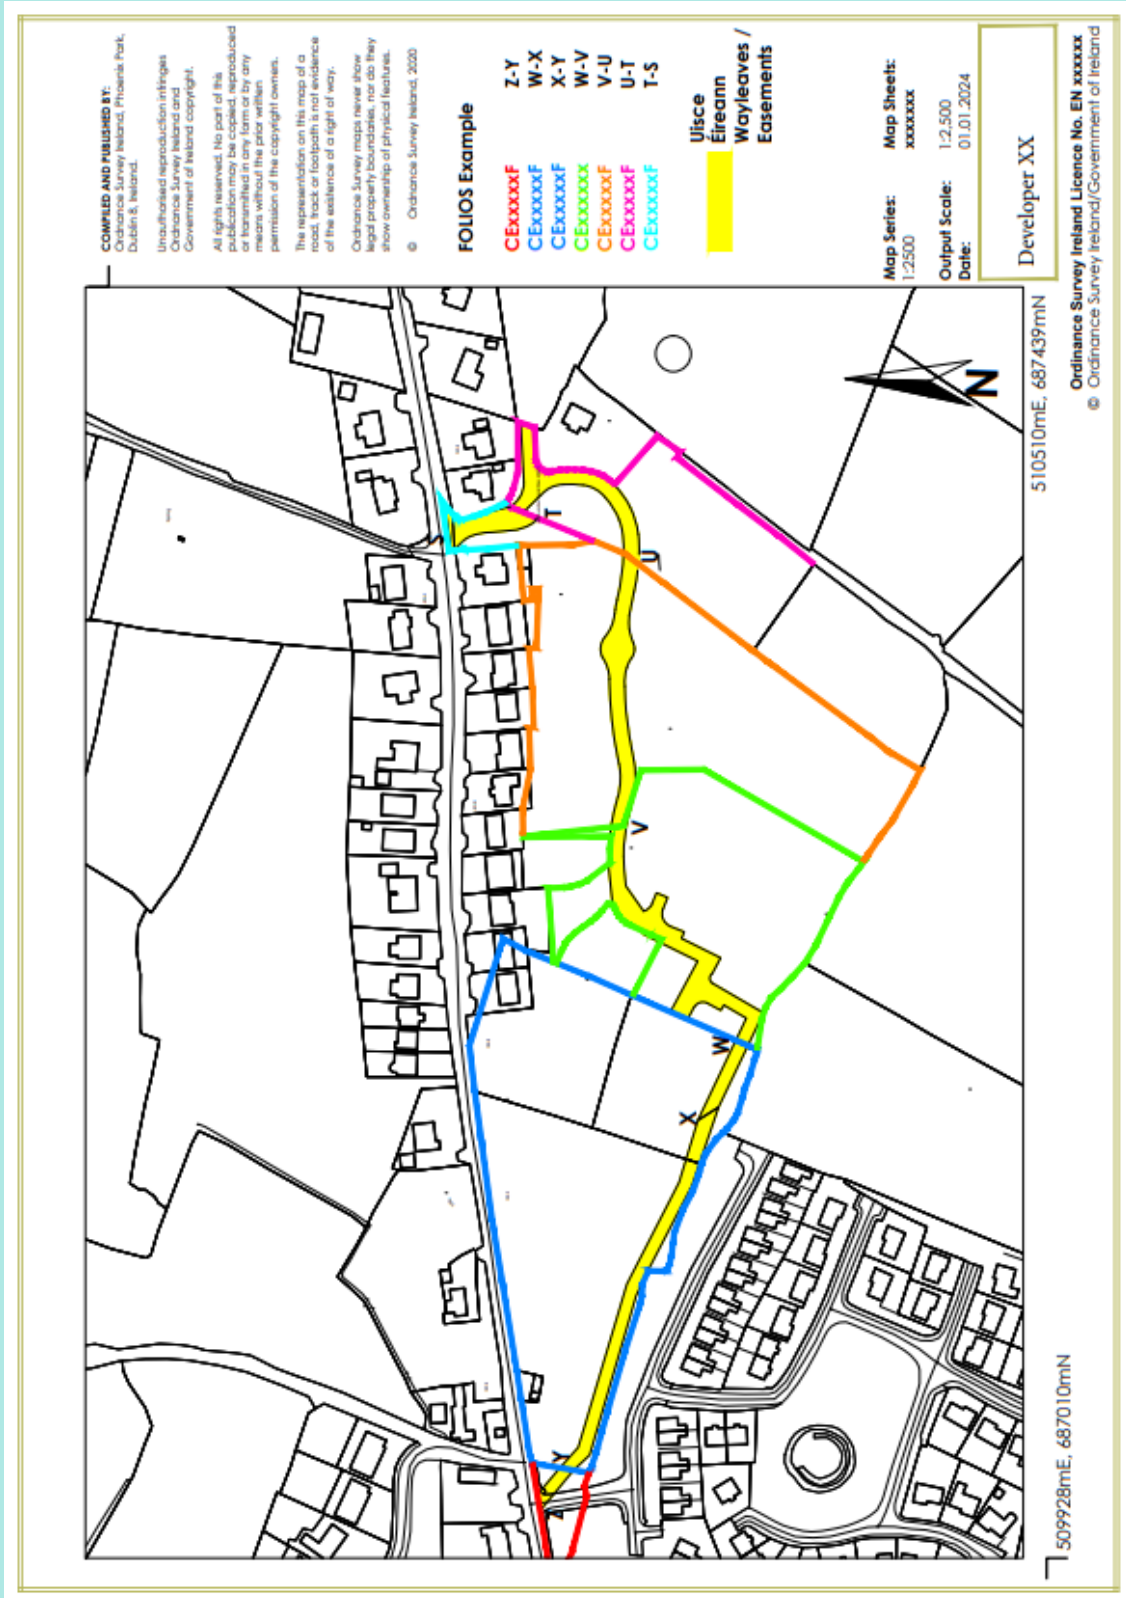 COMPILED AND PUBLISHED BY:
Ordnance Survey Ireland, Phoenix Park,
Dublin 8, Ireland.
Unauthorised reproduction infringes
Ordnance Survey Ireland and
Government of Ireland copyright.
All rights reserved. No part of this
publication may be copied, reproduced
or transmitted in any form or by any
means without the prior written
permission of the copyright owners.
The representation on this map of a
road, track or footpath is not evidence
of the existence of a right of way.
Ordnance Survey maps never show
legal property boundaries, nor do they
show ownership of physical features.
© Ordnance Survey Ireland, 2020
FOLIOS Example
CExxxxxF Z-Y
CExxxxxF W-X
CExxxxxF X-Y
CExxxxxx W-V
CExxxxxF V-U
CExxxxxF U-T
CExxxxxF T-S
Uisce
Éireann
Wayleaves /
Easements
Map Series: Map Sheets:
1:2500 xxxxxxx
Output Scale: 1:2,500
Date: 01.01.2024
Developer XX
510510mE, 687439mN
Ordinance Survey Ireland Licence No. EN xxxxxx
© Ordinance Survey Ireland/Government of Ireland
509928mE, 687010mN
N
T
U
V
W
X
Y
Z